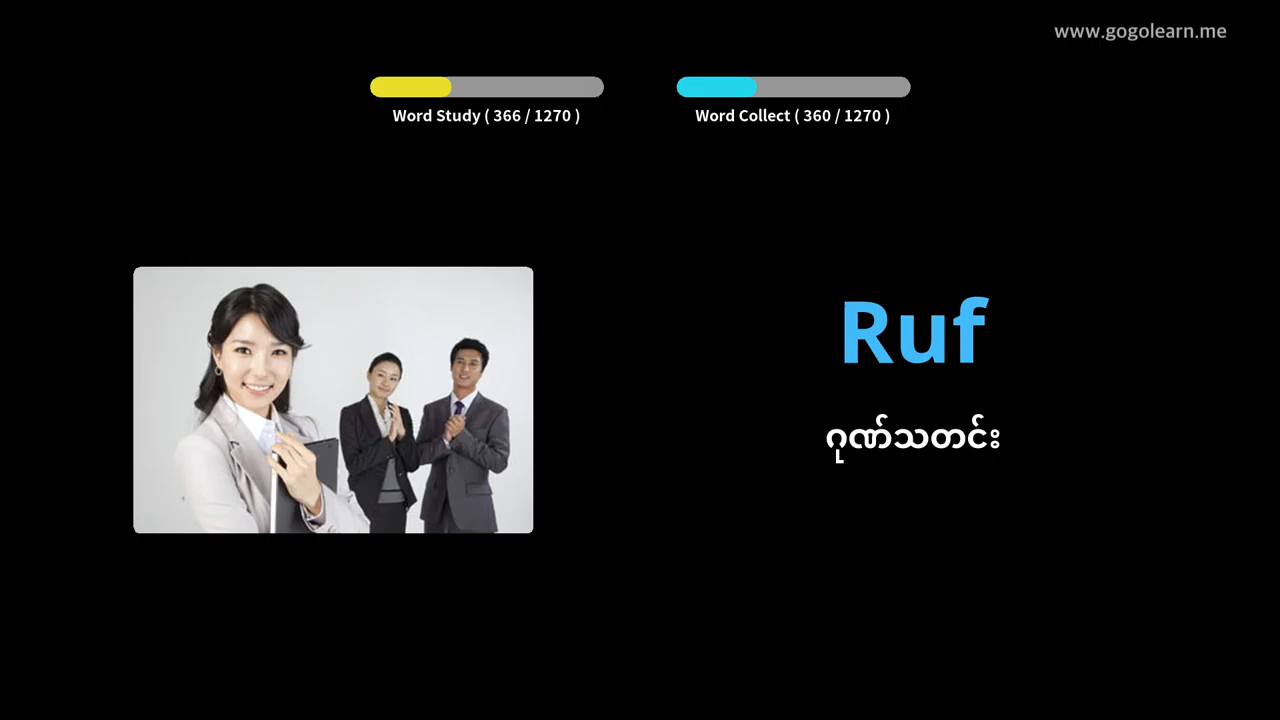 www.gogolearn.me
Word Study ( 366 / 1270 )
Word Collect ( 360 / 1270 )
Ruf
ဂုဏ်သတင်း